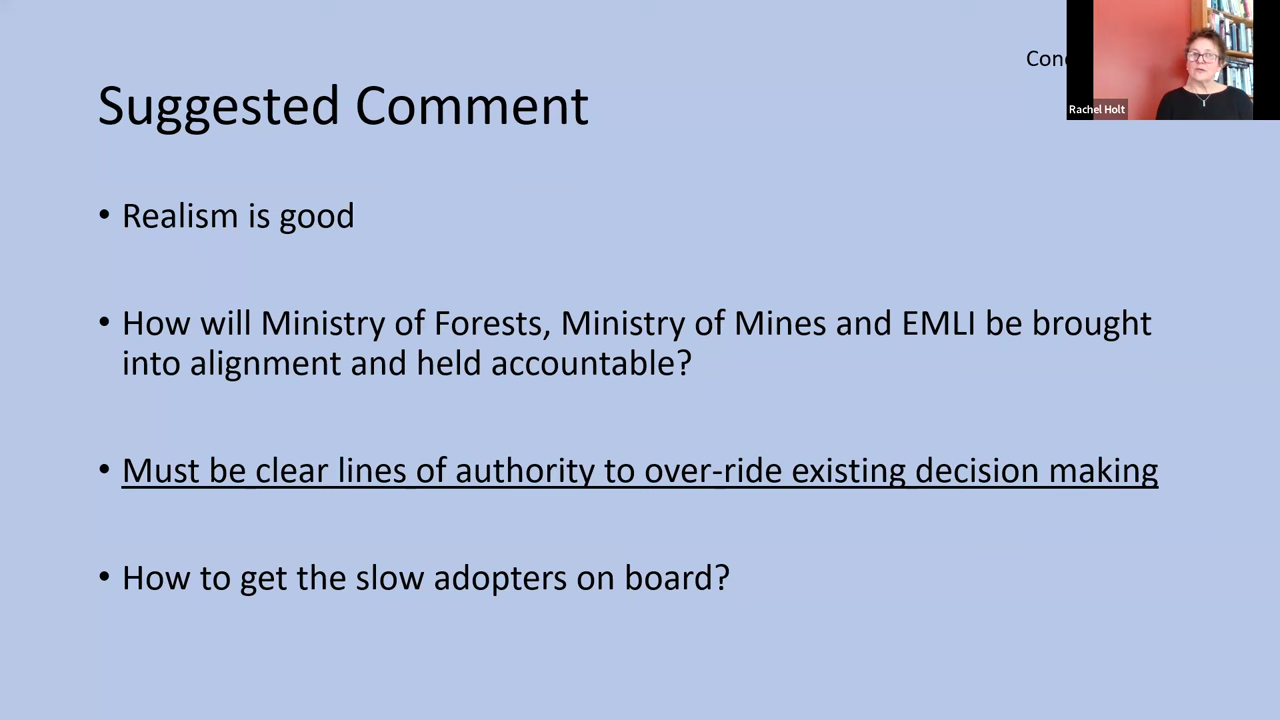 Suggested Comment
Rachel Holt
• Realism is good
• How will Ministry of Forests, Ministry of Mines and EMLI be brought
into alignment and held accountable?
• Must be clear lines of authority to over-ride existing decision making
• How to get the slow adopters on board?